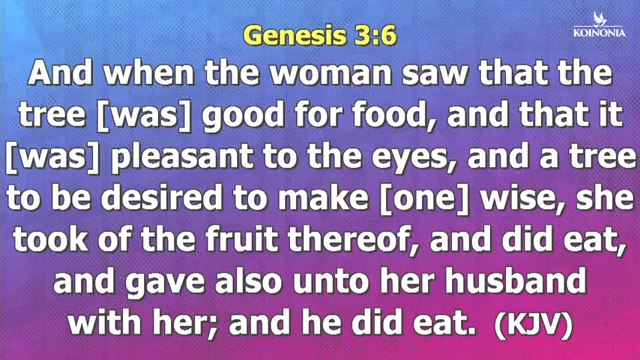 KOINONIA
Genesis 3:6
And when the woman saw that the
tree [was] good for food, and that it
[was] pleasant to the eyes, and a tree
to be desired to make [one] wise, she
took of the fruit thereof, and did eat,
and gave also unto her husband
with her; and he did eat. (KJV)